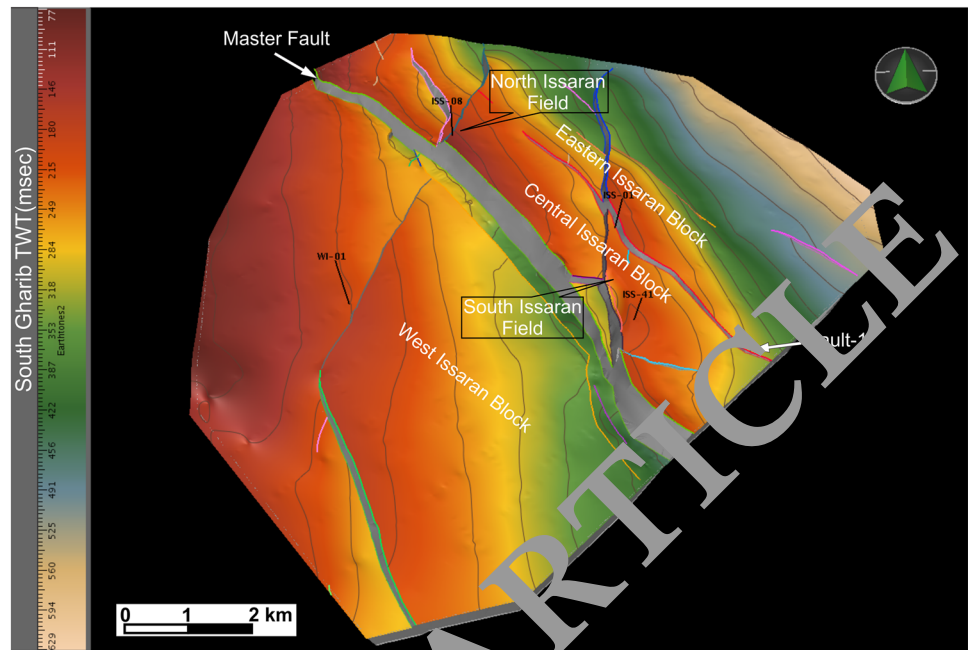 Master Fault
North Issaran
Field
ISS-08
Eastern Issaran Block
ISS-01
Central Issaran Block
WI-01
South Issaran
Field
ISS-41
West Issaran Block
ARTICLE
0 1 2 km
South Gharib TWT(msec)
Earthtones2
77
111
180
215
249
284
318
353
387
422
456
491
525
560
594
629